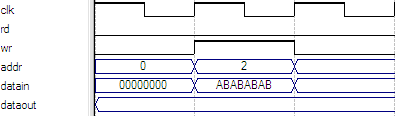 clk
rd
wr
addr 0 2
datain 00000000 ABABABAB
dataout